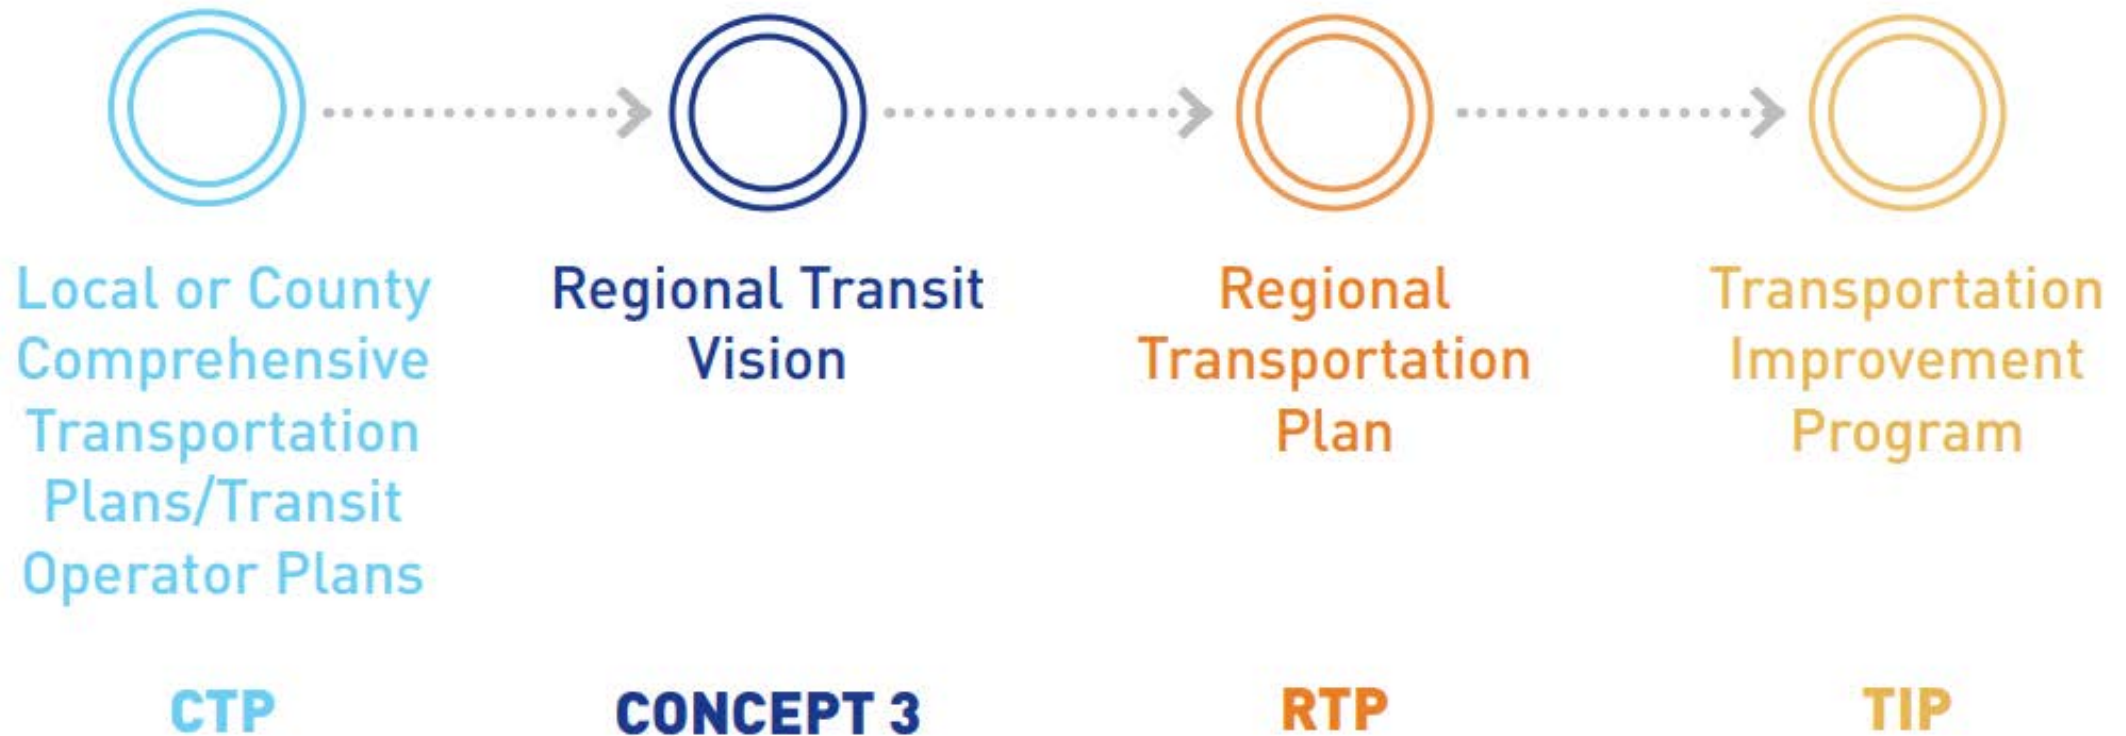 Local or County
Comprehensive
Transportation
Plans/Transit
Operator Plans
CTP
Regional Transit
Vision
CONCEPT 3
Regional
Transportation
Plan
RTP
Transportation
Improvement
Program
TIP